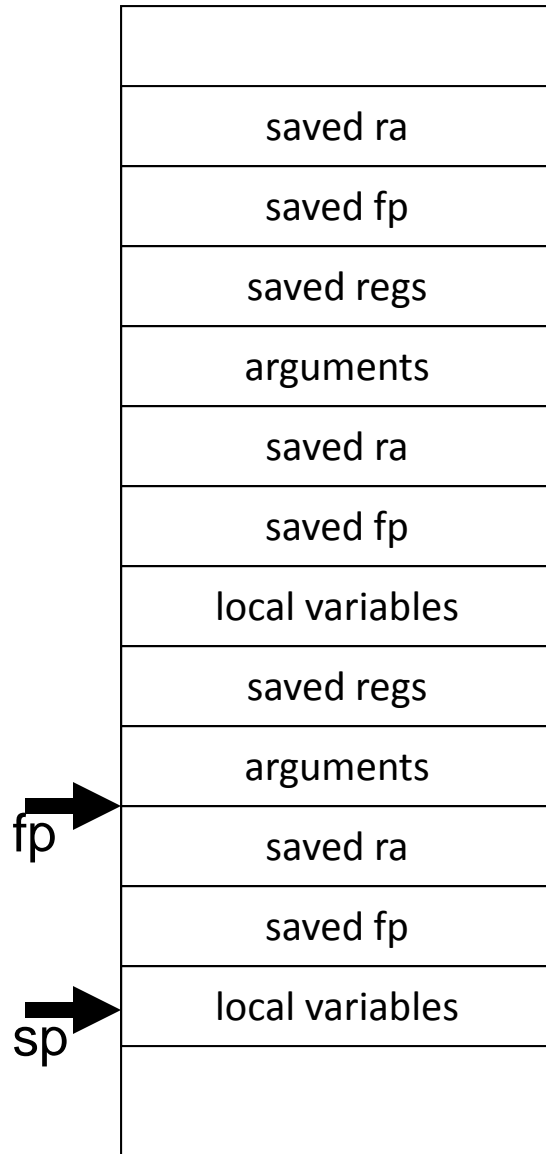 saved ra
saved fp
saved regs
arguments
saved ra
saved fp
local variables
saved regs
arguments
fp
saved ra
saved fp
local variables
sp